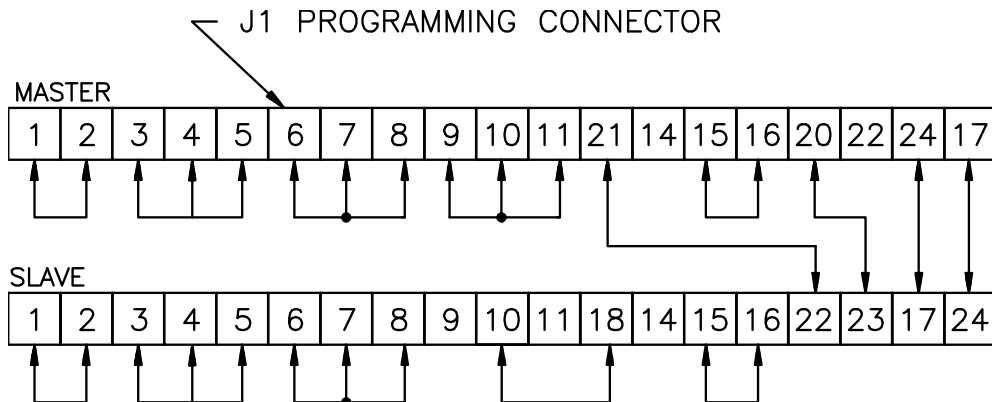 J1 PROGRAMMING CONNECTOR
MASTER
1 2 3 4 5 6 7 8 9 10 11 21 14 15 16 20 22 24 17
SLAVE
1 2 3 4 5 6 7 8 9 10 11 18 14 15 16 22 23 17 24